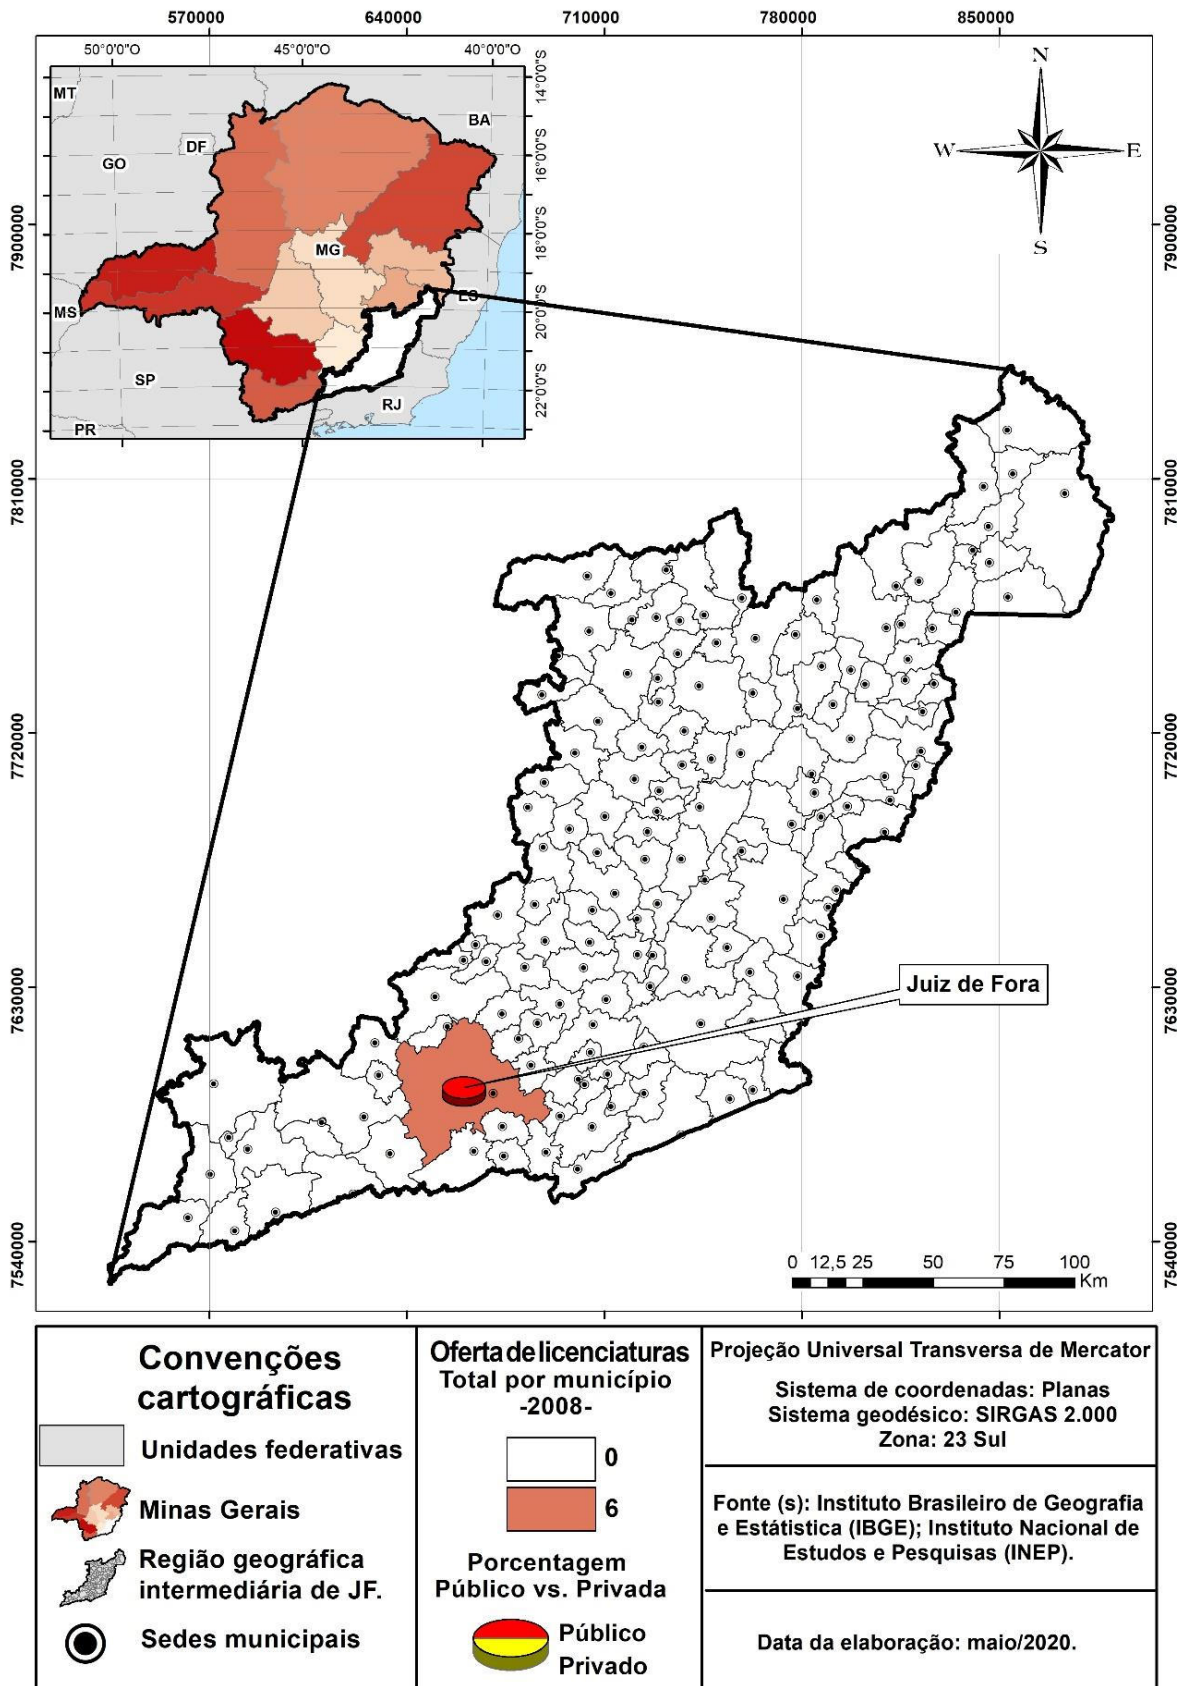 570000 640000 710000 780000 850000
50°0'0"O 45°0'0"O 40°0'0"O
14°0'0"S
16°0'0"S
18°0'0"S
20°0'0"S
22°0'0"S
MT
BA
DF
GO
MG
ES
MS
SP
RJ
PR
N
W E
S
7900000 7900000
7810000 7810000
7720000 7720000
7630000 7630000
7540000 7540000
Juiz de Fora
0 12,5 25 50 75 100
Km
Convenções
cartográficas
Unidades federativas
Minas Gerais
Região geográfica
intermediária de JF.
Sedes municipais
Oferta de licenciaturas
Total por município
-2008-
0
6
Porcentagem
Público vs. Privada
Público
Privado
Projeção Universal Transversa de Mercator
Sistema de coordenadas: Planas
Sistema geodésico: SIRGAS 2.000
Zona: 23 Sul
Fonte (s): Instituto Brasileiro de Geografia
e Estátistica (IBGE); Instituto Nacional de
Estudos e Pesquisas (INEP).
Data da elaboração: maio/2020.